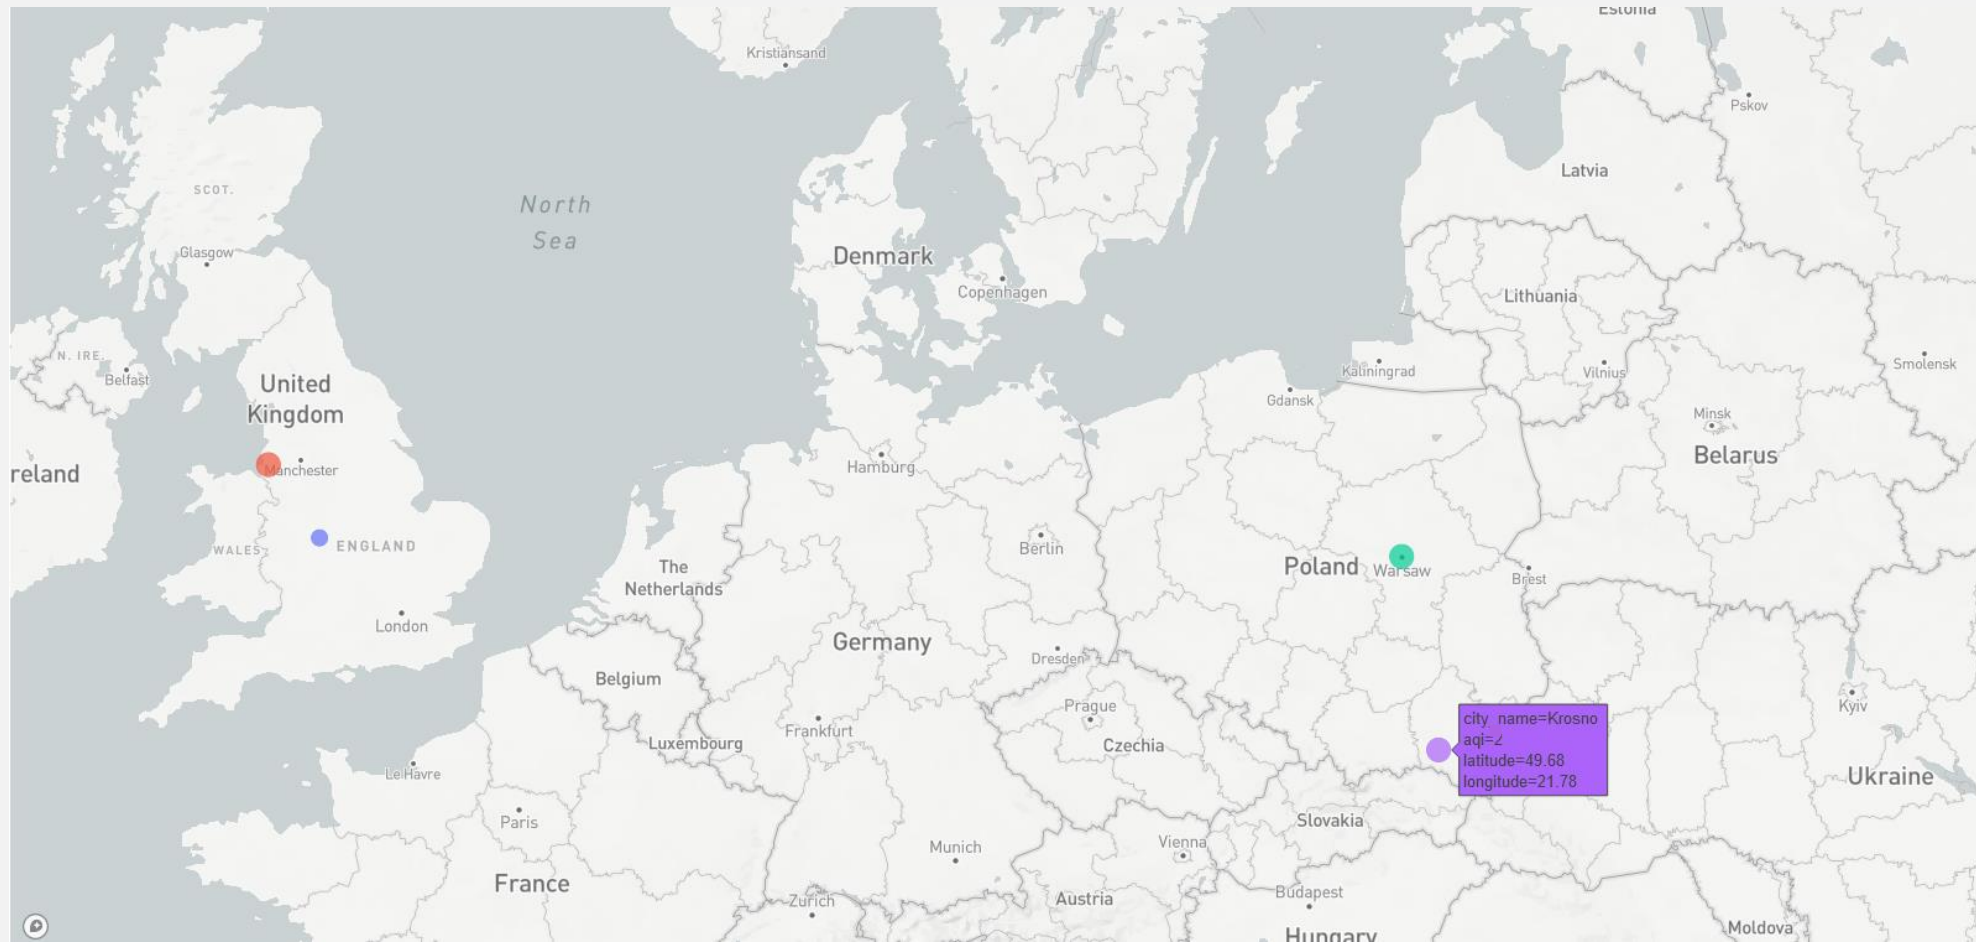 Estonia
Kristiansand
Pskov
Latvia
SCOT.
North
Sea
Glasgow
Denmark
Copenhagen
Lithuania
N. IRE.
Belfast
United
Kingdom
Kaliningrad
Vilnius
Smolensk
Gdansk
Minsk
Belarus
reland
Manchester
Hamburg
WALES
ENGLAND
Berlin
The
Netherlands
Poland
Warsaw
Brest
London
Germany
Dresden
Belgium
Prague
Kyiv
city_name=Krosno
aqi=2
latitude=49.68
longitude=21.78
Frankfurt
Luxembourg
Czechia
Le Havre
Ukraine
Paris
Slovakia
Munich
Vienna
France
Austria
Budapest
Zurich
Moldova
Hungary